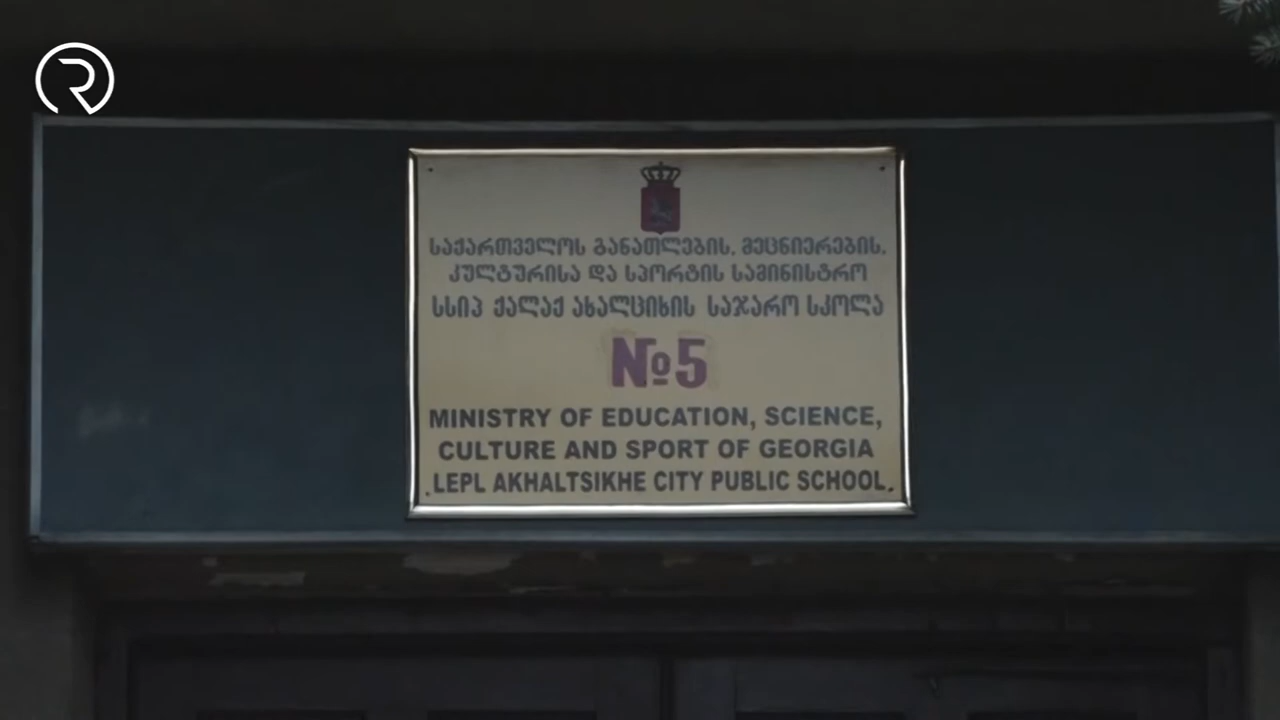 საქართველოს განათლების, მეცნიერების,
კულტურისა და სპორტის სამინისტრო
სსიპ ქალაქ ახალციხის საჯარო სკოლა
№5
MINISTRY OF EDUCATION, SCIENCE,
CULTURE AND SPORT OF GEORGIA
LEPL AKHALTSIKHE CITY PUBLIC SCHOOL.